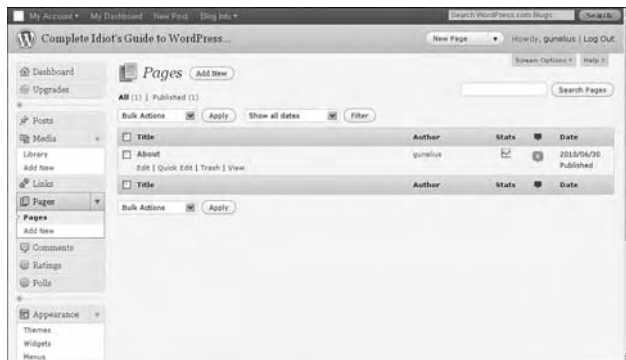 My Account ▾ My Dashboard New Post Blog Info ▾ Search WordPress.com Blogs Search
Complete Idiot's Guide to WordPress... New Page Howdy, gunelius | Log Out
Screen Options Help
Dashboard
Upgrades
Posts
Media
Library
Add New
Links
Pages
Pages
Add New
Comments
Ratings
Polls
Appearance
Themes
Widgets
Menus
Pages Add New
Search Pages
All (1) | Published (1)
Bulk Actions Apply Show all dates Filter
Title Author Stats Date
About gunelius 2010/06/30
Edit | Quick Edit | Trash | View Published
Title Author Stats Date
Bulk Actions Apply